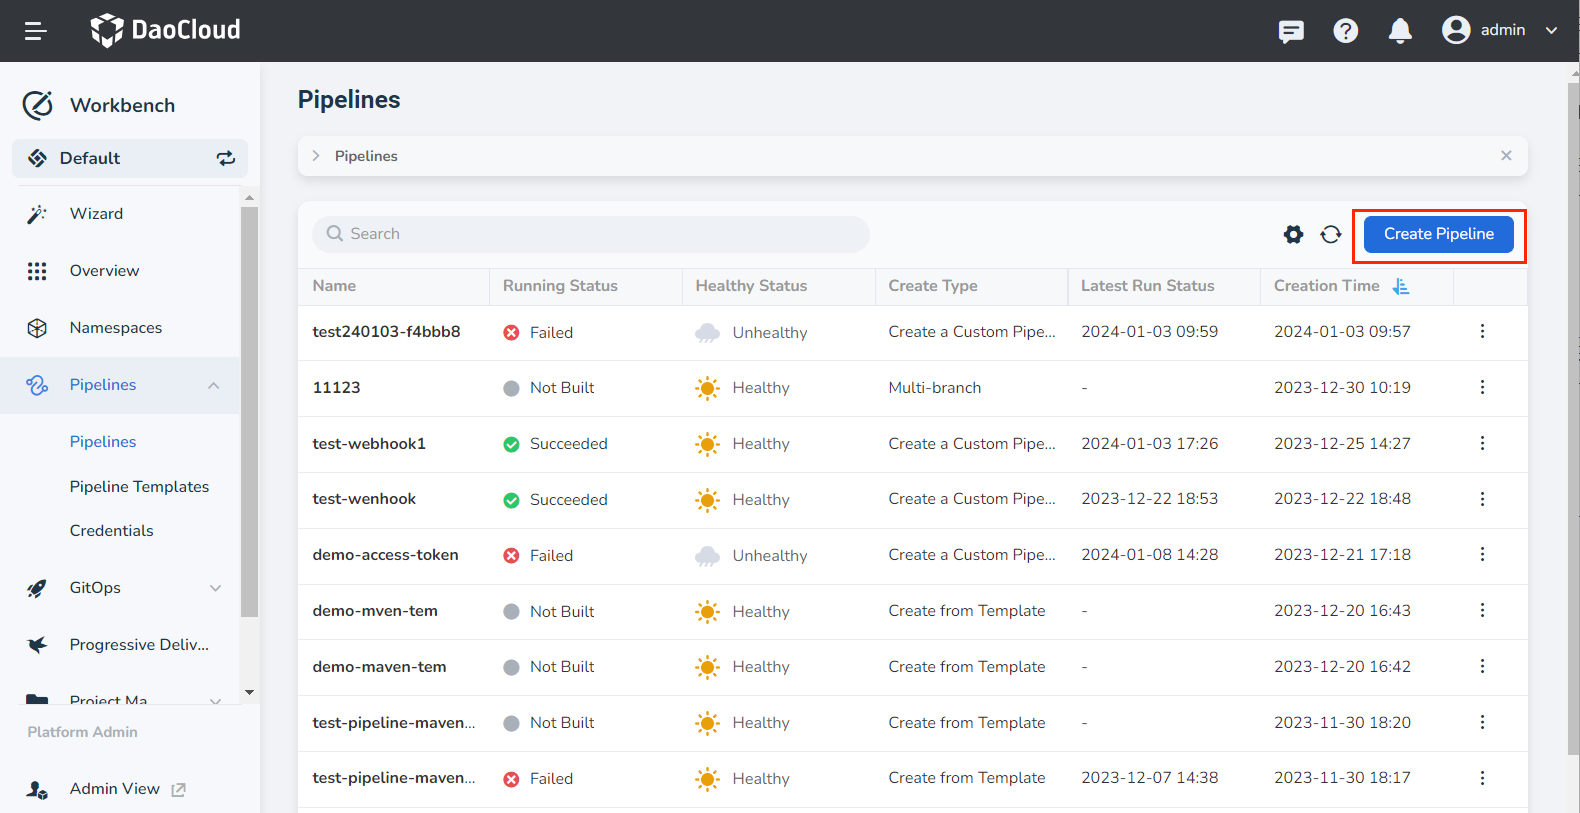 DaoCloud
admin
Workbench
Default
Wizard
Overview
Namespaces
Pipelines
Pipelines
Pipeline Templates
Credentials
GitOps
Progressive Deliv...
Project Ma
Platform Admin
Admin View
Pipelines
Pipelines
Search
Create Pipeline
Name Running Status Healthy Status Create Type Latest Run Status Creation Time
test240103-f4bbb8 Failed Unhealthy Create a Custom Pipe... 2024-01-03 09:59 2024-01-03 09:57
11123 Not Built Healthy Multi-branch - 2023-12-30 10:19
test-webhook1 Succeeded Healthy Create a Custom Pipe... 2024-01-03 17:26 2023-12-25 14:27
test-wenhook Succeeded Healthy Create a Custom Pipe... 2023-12-22 18:53 2023-12-22 18:48
demo-access-token Failed Unhealthy Create a Custom Pipe... 2024-01-08 14:28 2023-12-21 17:18
demo-mven-tem Not Built Healthy Create from Template - 2023-12-20 16:43
demo-maven-tem Not Built Healthy Create from Template - 2023-12-20 16:42
test-pipeline-maven... Not Built Healthy Create from Template - 2023-11-30 18:20
test-pipeline-maven... Failed Healthy Create from Template 2023-12-07 14:38 2023-11-30 18:17